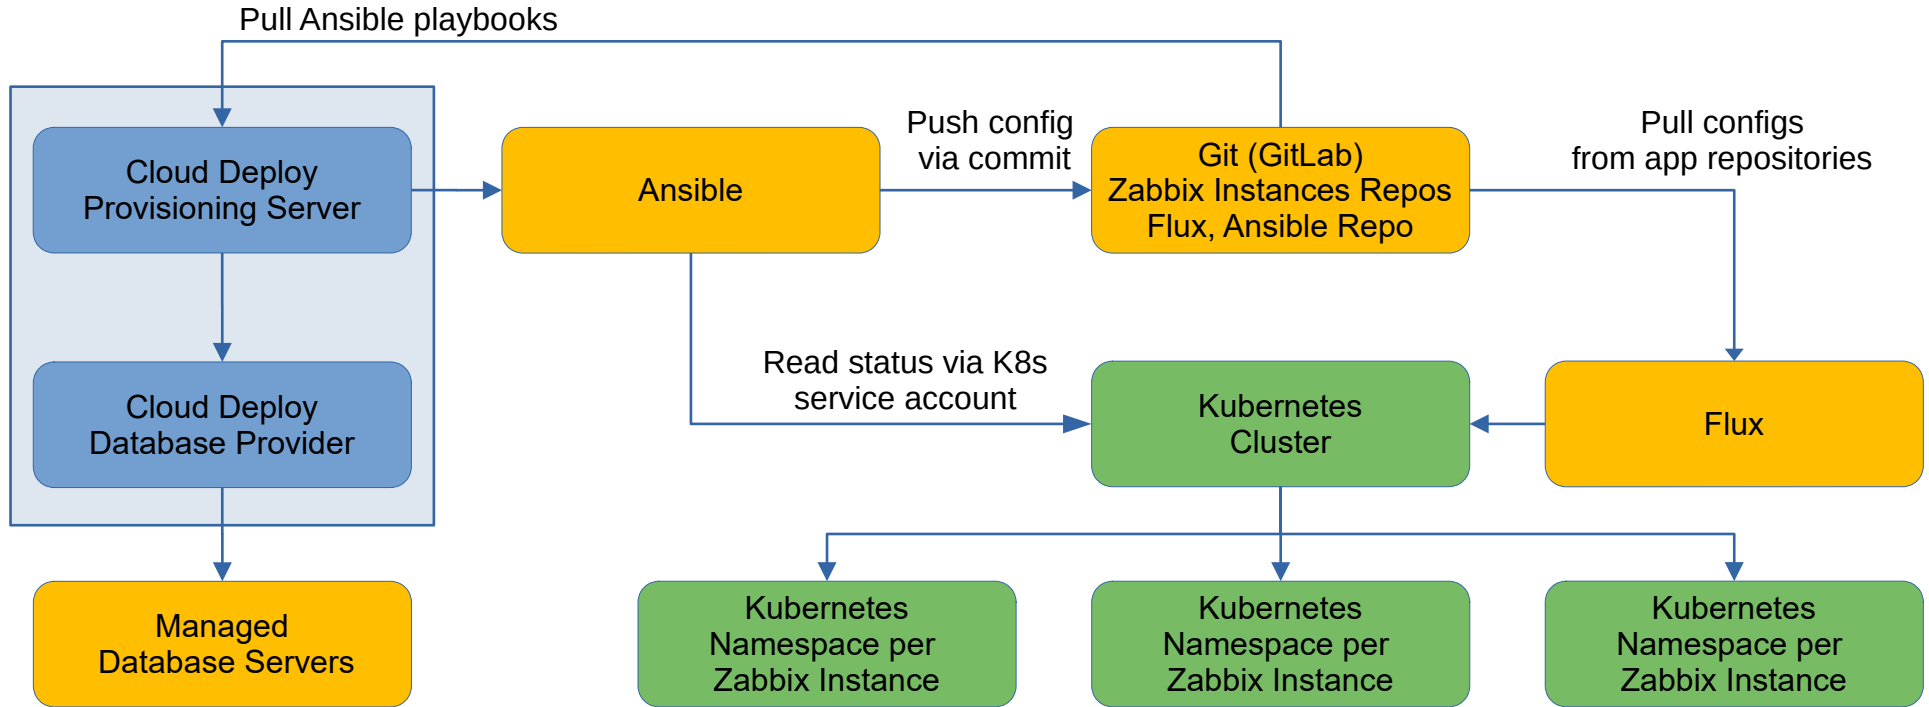 Pull Ansible playbooks
Cloud Deploy
Provisioning Server
Ansible
Push config
via commit
Git (GitLab)
Zabbix Instances Repos
Flux, Ansible Repo
Pull configs
from app repositories
Cloud Deploy
Database Provider
Read status via K8s
service account
Kubernetes
Cluster
Flux
Managed
Database Servers
Kubernetes
Namespace per
Zabbix Instance
Kubernetes
Namespace per
Zabbix Instance
Kubernetes
Namespace per
Zabbix Instance